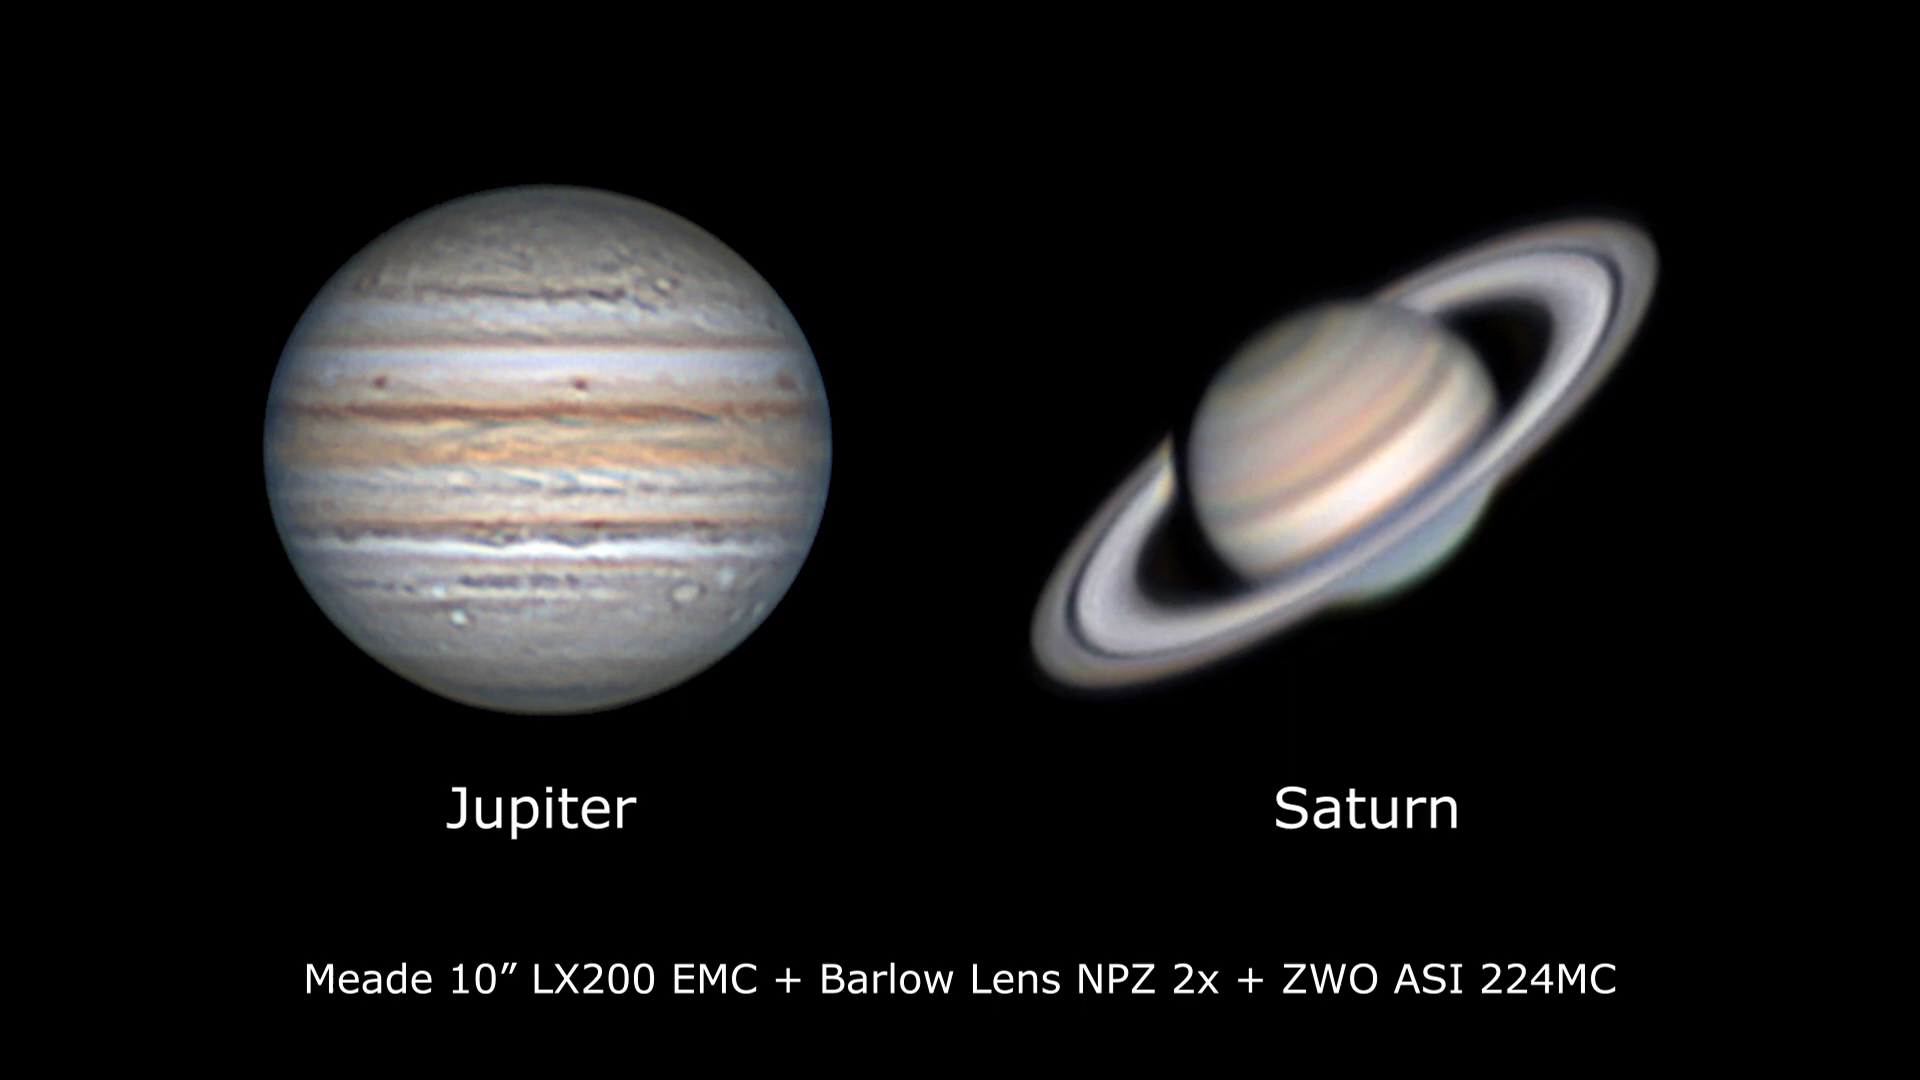 Jupiter
Saturn
Meade 10” LX200 EMC + Barlow Lens NPZ 2x + ZWO ASI 224MC